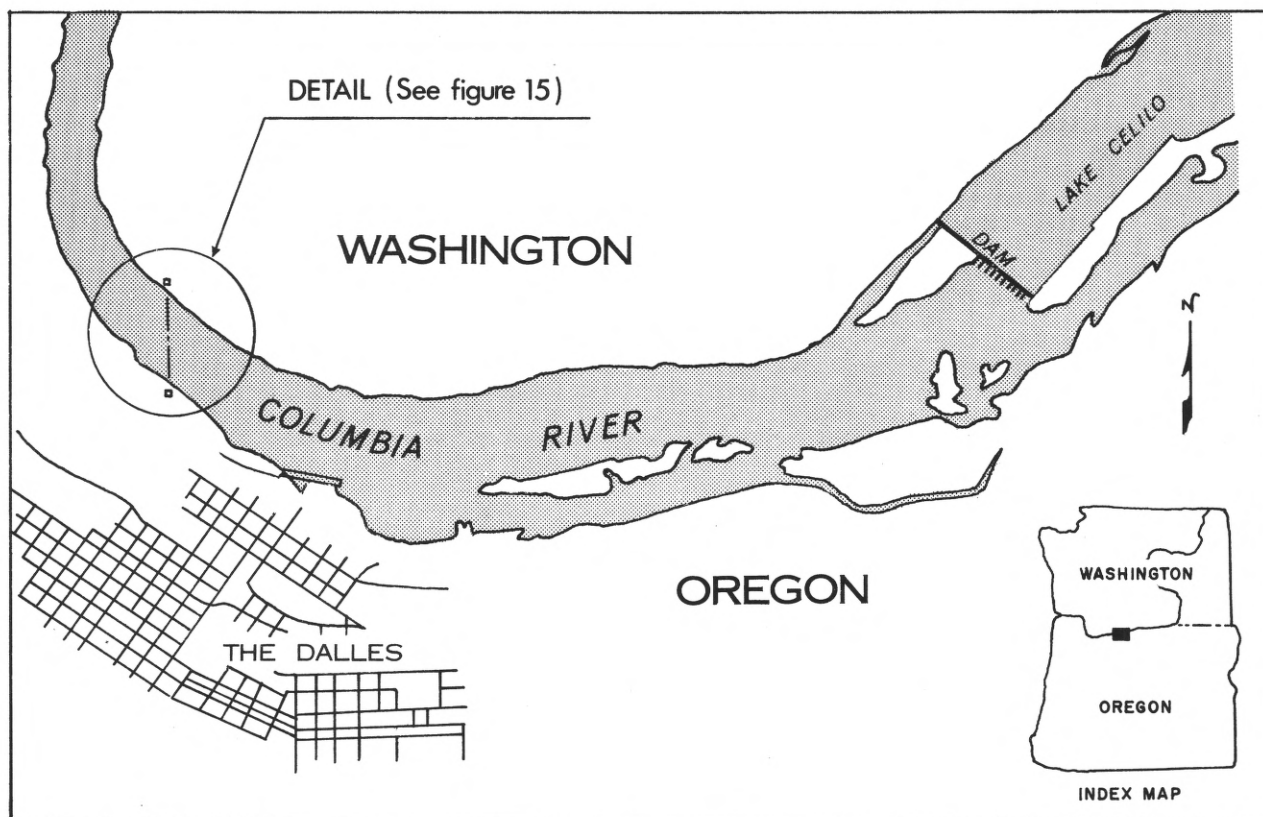 DETAIL (See figure 15)
WASHINGTON
LAKE CELILO
DAM
N
COLUMBIA RIVER
OREGON
THE DALLES
WASHINGTON
OREGON
INDEX MAP